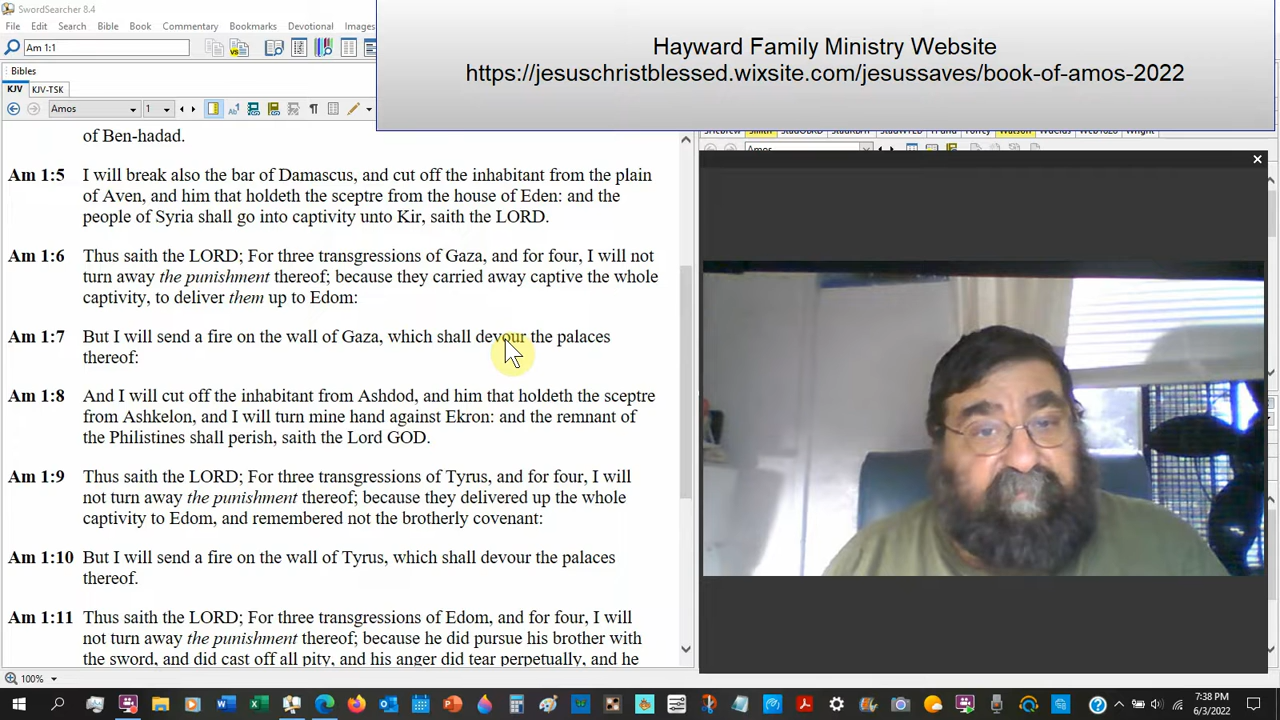 SwordSearcher 8.4
File Edit Search Bible Book Commentary Bookmarks Devotional Images
Am 1:1
Bibles
KJV KJV-TSK
Amos 1
Hayward Family Ministry Website
https://jesuschristblessed.wixsite.com/jesussaves/book-of-amos-2022
Amos
of Ben-hadad.
Am 1:5 I will break also the bar of Damascus, and cut off the inhabitant from the plain
of Aven, and him that holdeth the sceptre from the house of Eden: and the
people of Syria shall go into captivity unto Kir, saith the LORD.
Am 1:6 Thus saith the LORD; For three transgressions of Gaza, and for four, I will not
turn away the punishment thereof; because they carried away captive the whole
captivity, to deliver them up to Edom:
Am 1:7 But I will send a fire on the wall of Gaza, which shall devour the palaces
thereof:
Am 1:8 And I will cut off the inhabitant from Ashdod, and him that holdeth the sceptre
from Ashkelon, and I will turn mine hand against Ekron: and the remnant of
the Philistines shall perish, saith the Lord GOD.
Am 1:9 Thus saith the LORD; For three transgressions of Tyrus, and for four, I will
not turn away the punishment thereof; because they delivered up the whole
captivity to Edom, and remembered not the brotherly covenant:
Am 1:10 But I will send a fire on the wall of Tyrus, which shall devour the palaces
thereof.
Am 1:11 Thus saith the LORD; For three transgressions of Edom, and for four, I will
not turn away the punishment thereof; because he did pursue his brother with
the sword, and did cast off all pity, and his anger did tear perpetually, and he
100%
7:38 PM
6/3/2022